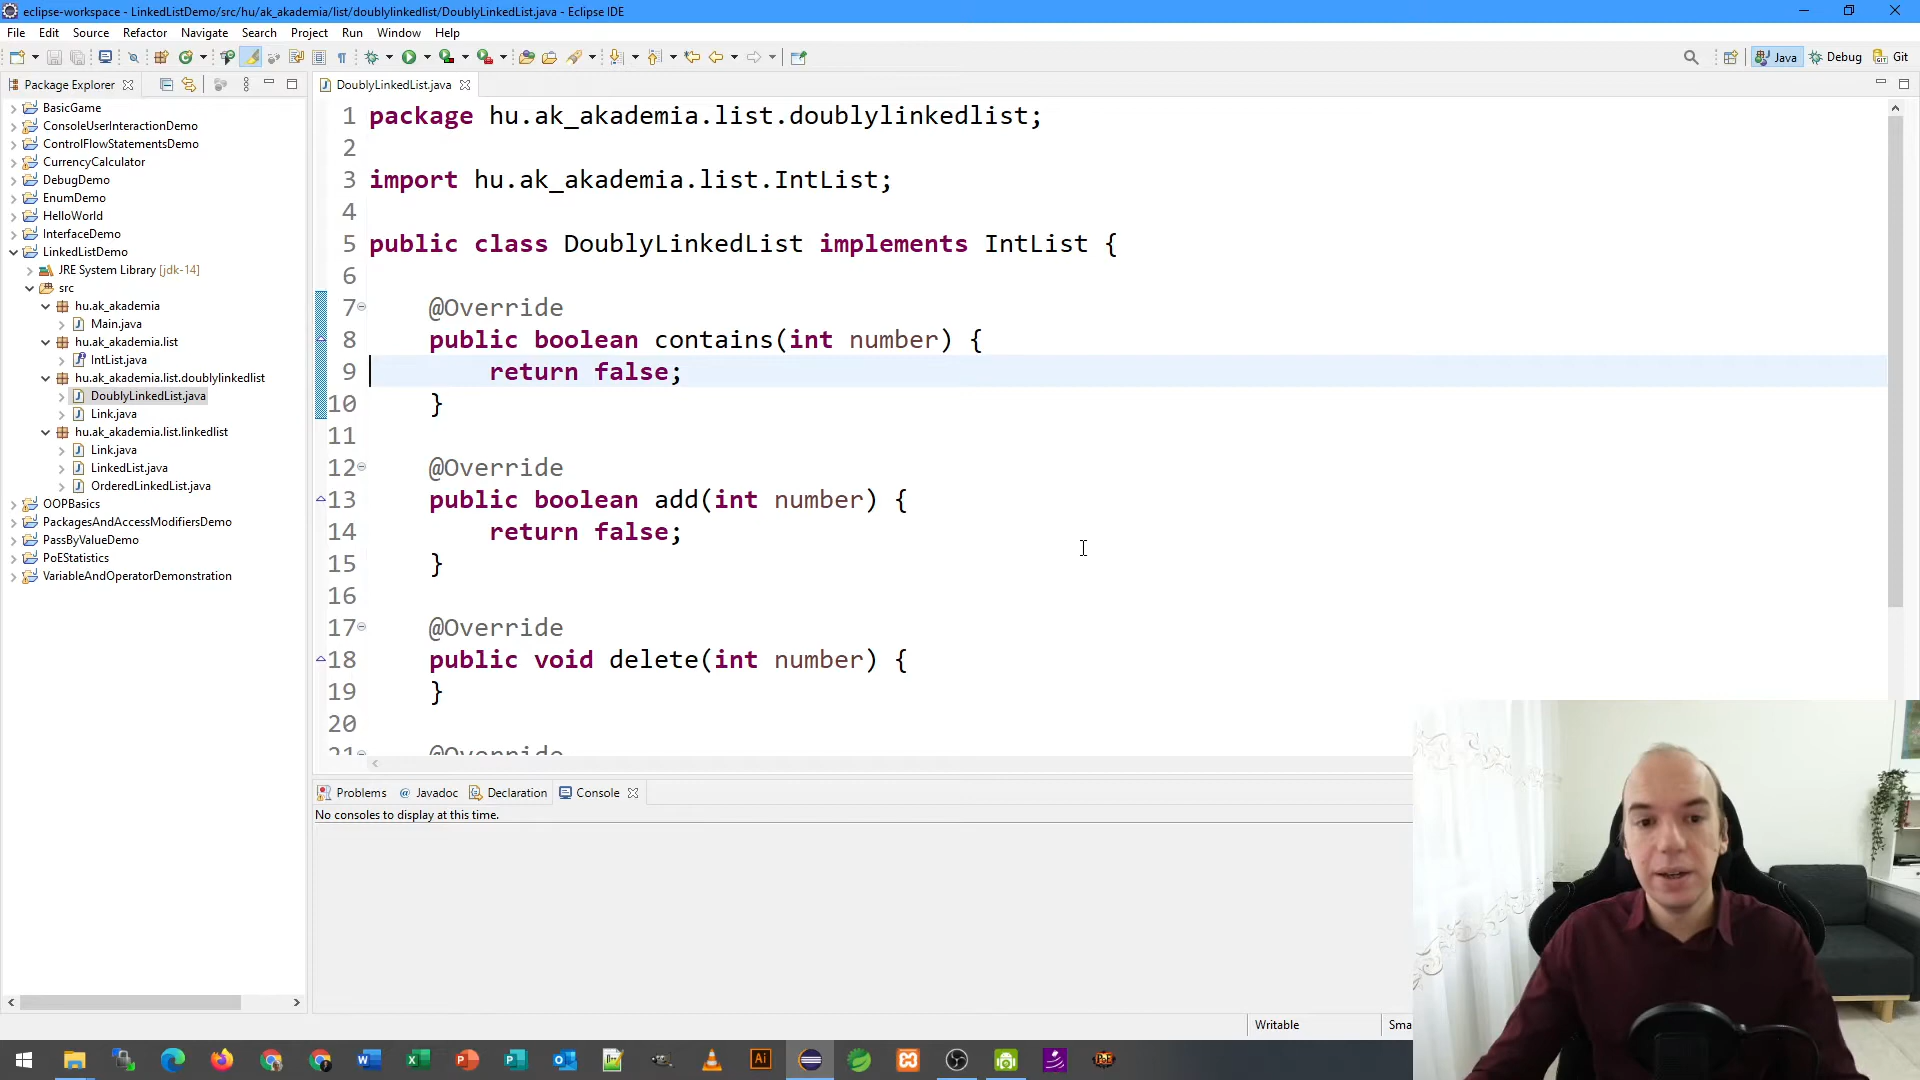 eclipse-workspace - LinkedListDemo/src/hu/ak_akademia/list/doublylinkedlist/DoublyLinkedList.java - Eclipse IDE
File Edit Source Refactor Navigate Search Project Run Window Help
Java Debug Git
Package Explorer
DoublyLinkedList.java
BasicGame
ConsoleUserInteractionDemo
ControlFlowStatementsDemo
CurrencyCalculator
DebugDemo
EnumDemo
HelloWorld
InterfaceDemo
LinkedListDemo
JRE System Library [jdk-14]
src
hu.ak_akademia
Main.java
hu.ak_akademia.list
IntList.java
hu.ak_akademia.list.doublylinkedlist
DoublyLinkedList.java
Link.java
hu.ak_akademia.list.linkedlist
Link.java
LinkedList.java
OrderedLinkedList.java
OOPBasics
PackagesAndAccessModifiersDemo
PassByValueDemo
PoEStatistics
VariableAndOperatorDemonstration
1 package hu.ak_akademia.list.doublylinkedlist;
2
3 import hu.ak_akademia.list.IntList;
4
5 public class DoublyLinkedList implements IntList {
6
7 @Override
8 public boolean contains(int number) {
9 return false;
10 }
11
12 @Override
13 public boolean add(int number) {
14 return false;
15 }
16
17 @Override
18 public void delete(int number) {
19 }
20
21 @Override
Problems Javadoc Declaration Console
No consoles to display at this time.
Writable Sma